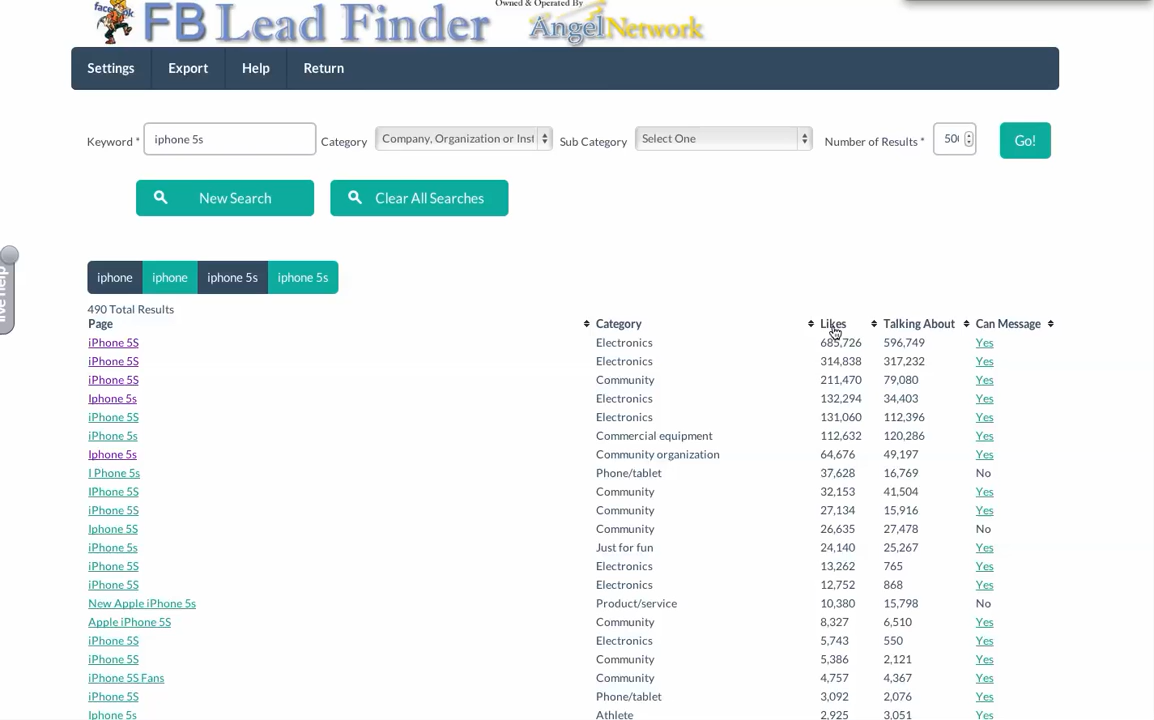 Owned & Operated By
facebook
FB Lead Finder
AngelNetwork
Settings Export Help Return
Keyword * iphone 5s Category Company, Organization or Inst Sub Category Select One Number of Results * 500 Go!
New Search Clear All Searches
live help
iphone iphone iphone 5s iphone 5s
490 Total Results
Page Category Likes Talking About Can Message
iPhone 5S Electronics 685,726 596,749 Yes
iPhone 5S Electronics 314,838 317,232 Yes
iPhone 5S Community 211,470 79,080 Yes
Iphone 5s Electronics 132,294 34,403 Yes
iPhone 5S Electronics 131,060 112,396 Yes
iPhone 5s Commercial equipment 112,632 120,286 Yes
Iphone 5s Community organization 64,676 49,197 Yes
I Phone 5s Phone/tablet 37,628 16,769 No
IPhone 5S Community 32,153 41,504 Yes
iPhone 5S Community 27,134 15,916 Yes
Iphone 5S Community 26,635 27,478 No
iPhone 5s Just for fun 24,140 25,267 Yes
iPhone 5S Electronics 13,262 765 Yes
iPhone 5S Electronics 12,752 868 Yes
New Apple iPhone 5s Product/service 10,380 15,798 No
Apple iPhone 5S Community 8,327 6,510 Yes
iPhone 5S Electronics 5,743 550 Yes
iPhone 5S Community 5,386 2,121 Yes
iPhone 5S Fans Community 4,757 4,367 Yes
iPhone 5S Phone/tablet 3,092 2,076 Yes
Iphone 5s Athlete 2,925 3,051 Yes